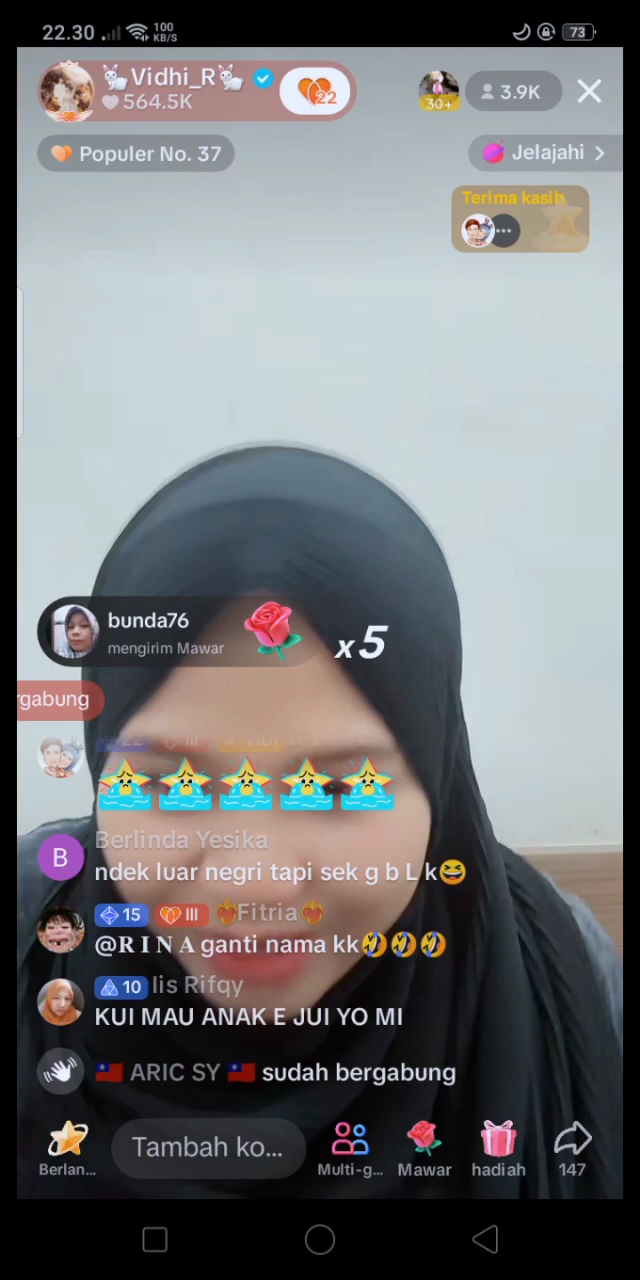 22.30
100
KB/S
73
Vidhi_R
564.5K
22
30+
3.9K
Populer No. 37
Jelajahi >
Terima kasih
bunda76
mengirim Mawar
x5
rgabung
B
Berlinda Yesika
ndek luar negri tapi sek g b L k😆
15 III ❤️‍🔥Fitria❤️‍🔥
@𝐑 𝐈 𝐍 𝐀 ganti nama kk🤣🤣🤣
10 Iis Rifqy
KUI MAU ANAK E JUI YO MI
🇹🇼 ARIC SY 🇹🇼 sudah bergabung
Berlan...
Tambah ko...
Multi-g...
Mawar
hadiah
147